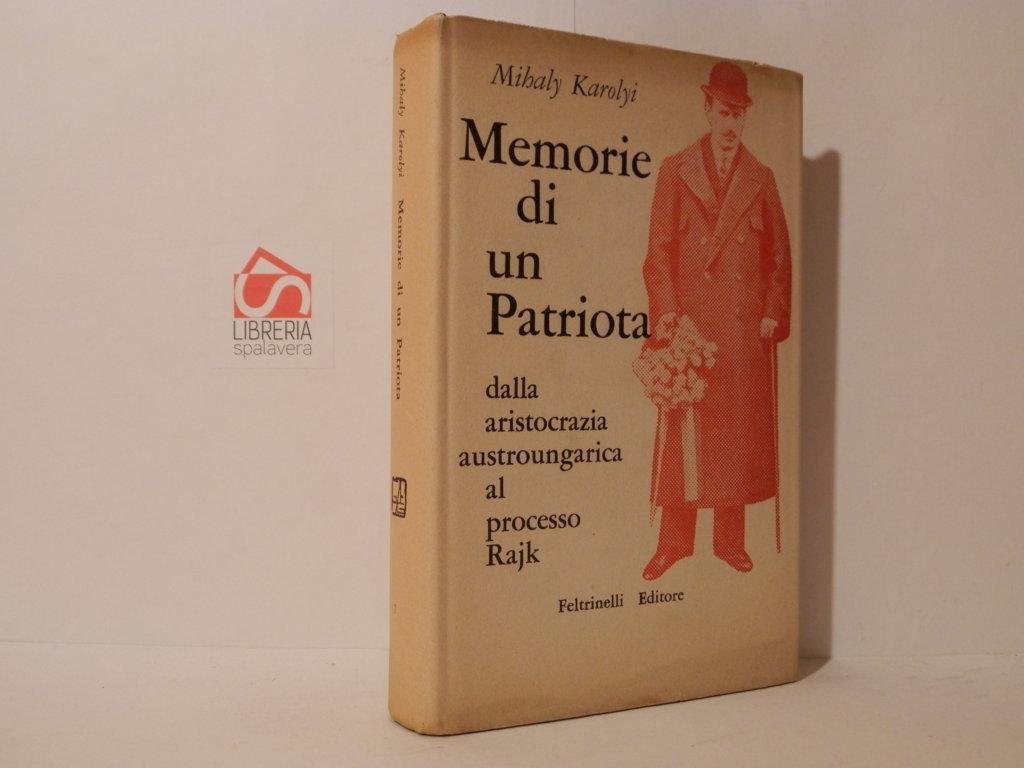 Mihaly Karolyi
Memorie
di
un
Patriota
dalla
aristocrazia
austroungarica
al
processo
Rajk
Feltrinelli Editore
Mihaly Karolyi Memorie di un Patriota
LIBRERIA
spalavera